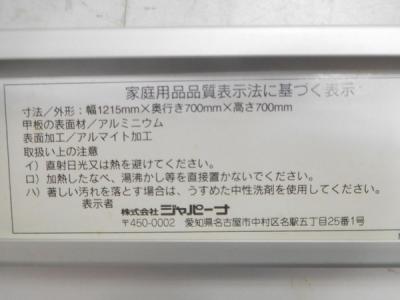 家庭用品品質表示法に基づく表示
寸法/外形:幅1215mm×奥行き700mm×高さ700mm
甲板の表面材/アルミニウム
表面加工/アルマイト加工
取扱い上の注意
イ)直射日光又は熱を避けてください。
ロ)加熱したなべ、湯沸かし等を直接置かないでください。
ハ)著しい汚れを落とす場合は、うすめた中性洗剤を使用してください。
表示者 株式会社 ジャパーナ
〒450-0002 愛知県名古屋市中村区名駅五丁目25番1号